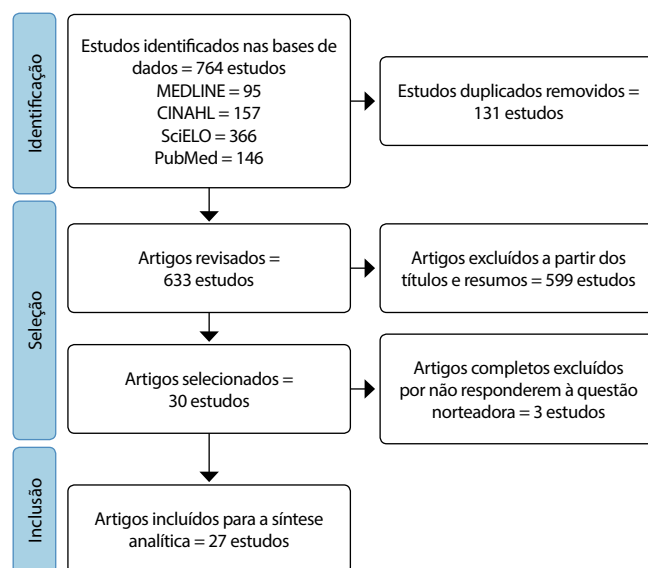 Identificação
Estudos identificados nas bases de
dados = 764 estudos
MEDLINE = 95
CINAHL = 157
SciELO = 366
PubMed = 146
Estudos duplicados removidos =
131 estudos
Seleção
Artigos revisados =
633 estudos
Artigos excluídos a partir dos
títulos e resumos = 599 estudos
Artigos selecionados =
30 estudos
Artigos completos excluídos
por não responderem à questão
norteadora = 3 estudos
Inclusão
Artigos incluídos para a síntese
analítica = 27 estudos